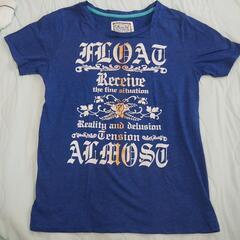 FLOAT
Receive
the fine situation
Reality and delusion
Tension
ALMOST